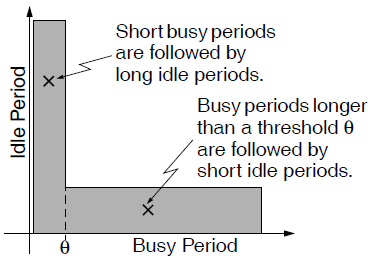 Short busy periods
are followed by
long idle periods.
Busy periods longer
than a threshold θ
are followed by
short idle periods.
Idle Period
θ
Busy Period